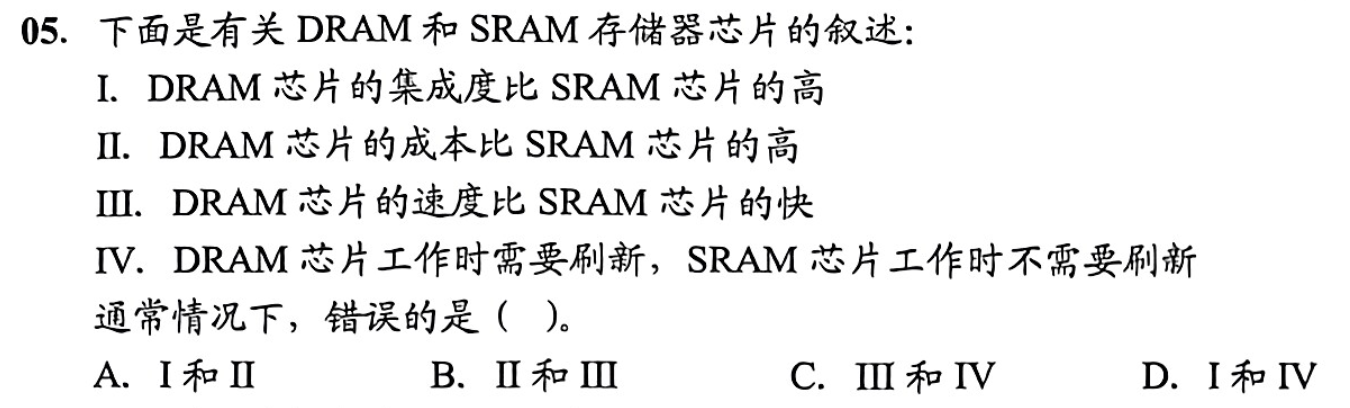 05. 下面是有关 DRAM 和 SRAM 存储器芯片的叙述：
I. DRAM 芯片的集成度比 SRAM 芯片的高
II. DRAM 芯片的成本比 SRAM 芯片的高
III. DRAM 芯片的速度比 SRAM 芯片的快
IV. DRAM 芯片工作时需要刷新，SRAM 芯片工作时不需要刷新
通常情况下，错误的是（ ）。
A. I 和 II B. II 和 III C. III 和 IV D. I 和 IV